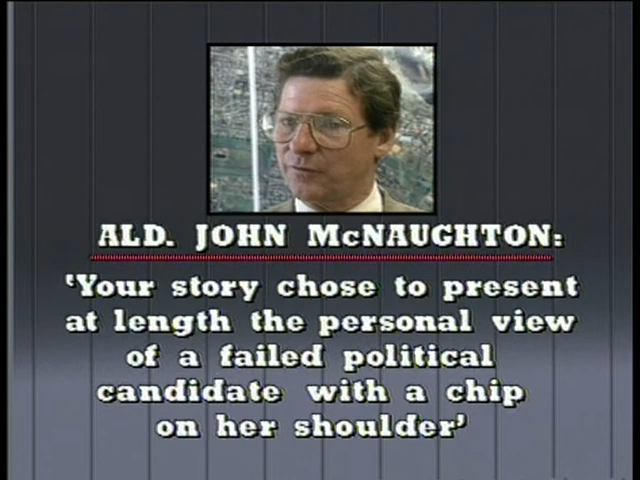 ALD. JOHN McNAUGHTON:
'Your story chose to present
at length the personal view
of a failed political
candidate with a chip
on her shoulder'